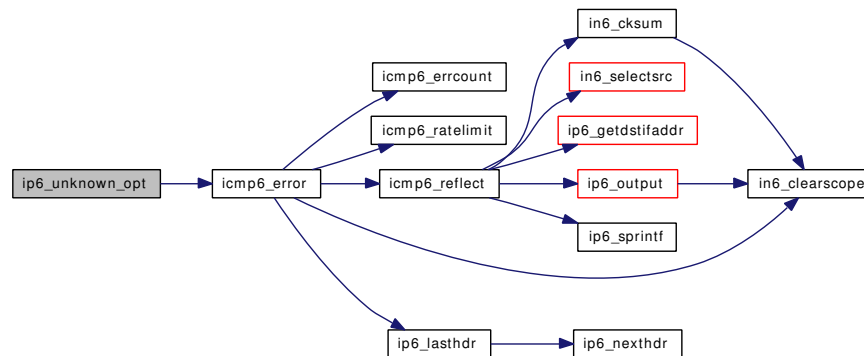 in6_cksum
icmp6_errcount
in6_selectsrc
icmp6_ratelimit
ip6_getdstifaddr
ip6_unknown_opt
icmp6_error
icmp6_reflect
ip6_output
in6_clearscope
ip6_sprintf
ip6_lasthdr
ip6_nexthdr